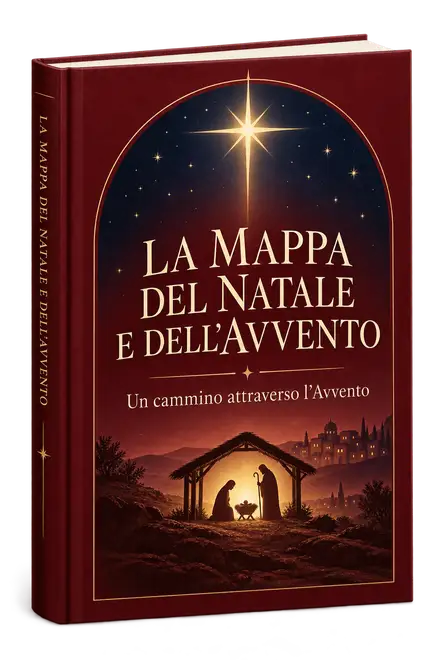 LA MAPPA DEL NATALE E DELL'AVVENTO
LA MAPPA
DEL NATALE
E DELL'AVVENTO
Un cammino attraverso l'Avvento